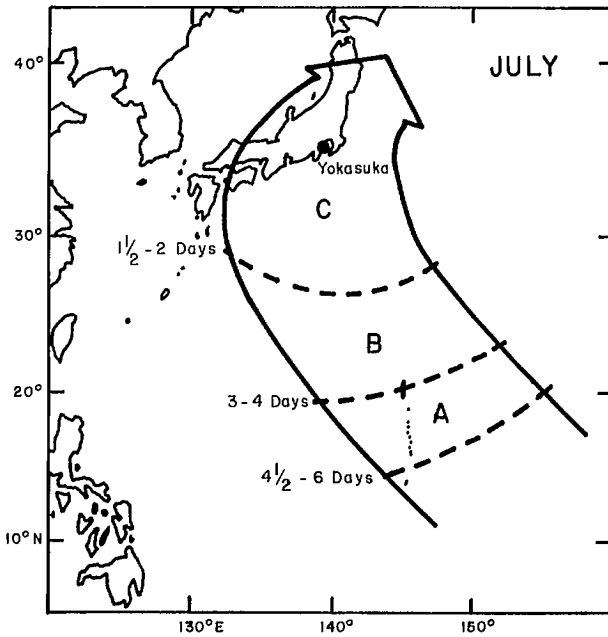 40°
JULY
Yokasuka
C
30°
1½ - 2 Days
B
20°
3 - 4 Days
A
4½ - 6 Days
10°N
130°E
140°
150°